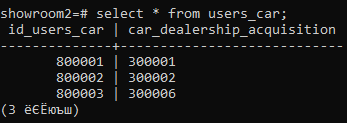 showroom2=# select * from users_car;
id_users_car | car_dealership_acquisition
--------------+----------------------------
800001 | 300001
800002 | 300002
800003 | 300006
(3 ёЄЁюъш)